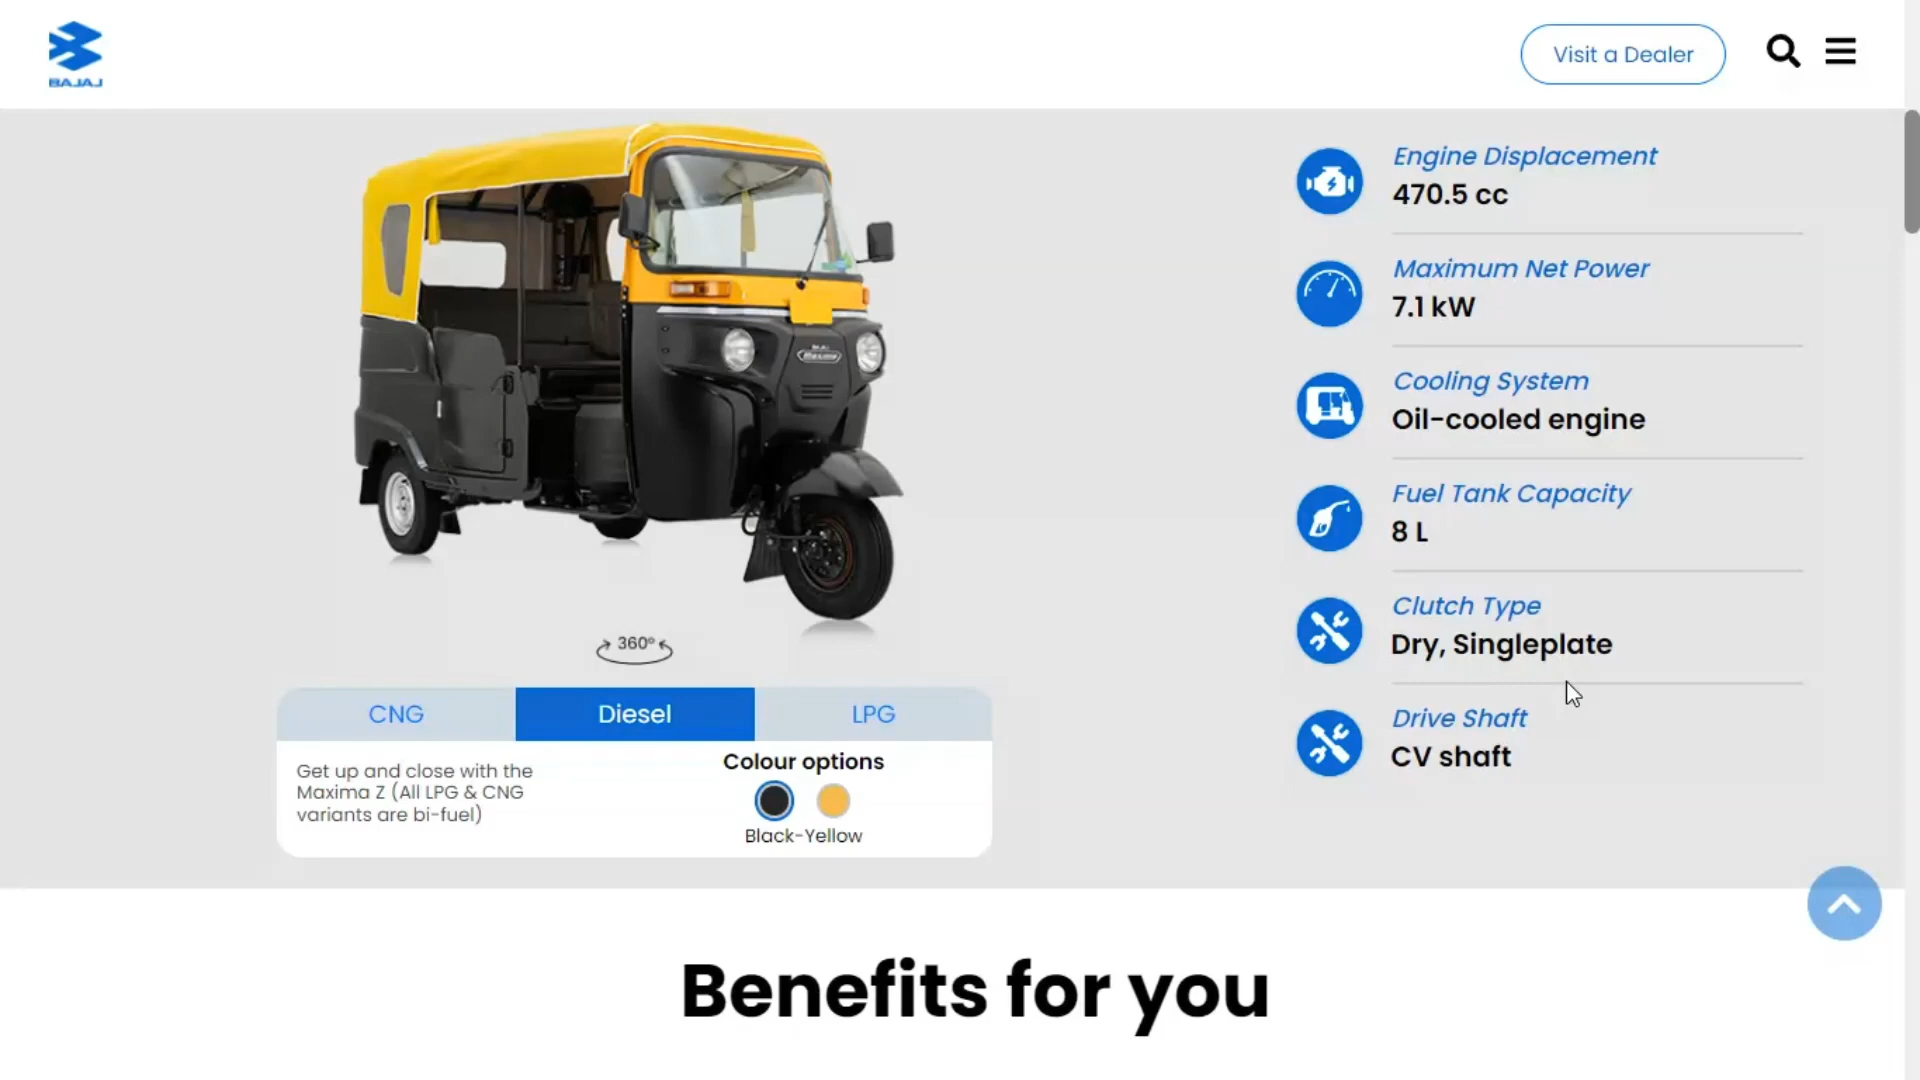 BAJAJ
Visit a Dealer
Engine Displacement
470.5 cc
Maximum Net Power
7.1 kW
Cooling System
Oil-cooled engine
Fuel Tank Capacity
8 L
Clutch Type
Dry, Singleplate
Drive Shaft
CV shaft
Maxima
360°
CNG
Diesel
LPG
Get up and close with the
Maxima Z (All LPG & CNG
variants are bi-fuel)
Colour options
Black-Yellow
Benefits for you